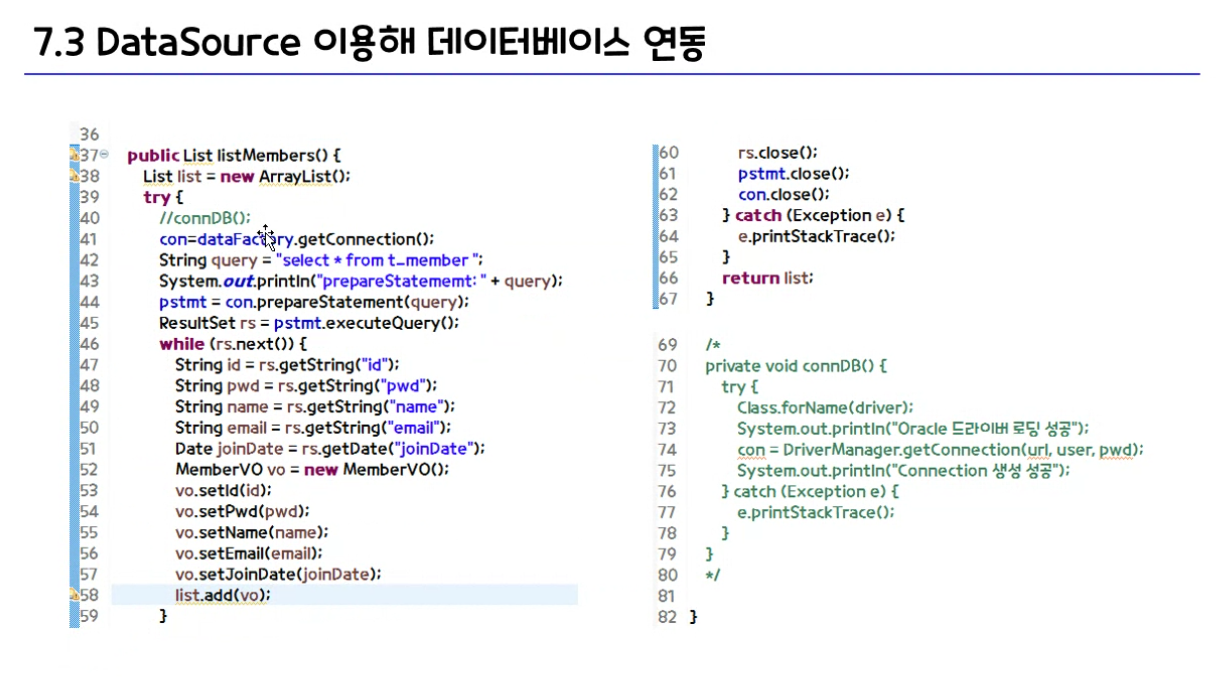 7.3 DataSource 이용해 데이터베이스 연동
36
37 public List listMembers() {
38 List list = new ArrayList();
39 try {
40 //connDB();
41 con=dataFactory.getConnection();
42 String query = "select * from t_member ";
43 System.out.println("prepareStatememt: " + query);
44 pstmt = con.prepareStatement(query);
45 ResultSet rs = pstmt.executeQuery();
46 while (rs.next()) {
47 String id = rs.getString("id");
48 String pwd = rs.getString("pwd");
49 String name = rs.getString("name");
50 String email = rs.getString("email");
51 Date joinDate = rs.getDate("joinDate");
52 MemberVO vo = new MemberVO();
53 vo.setId(id);
54 vo.setPwd(pwd);
55 vo.setName(name);
56 vo.setEmail(email);
57 vo.setJoinDate(joinDate);
58 list.add(vo);
59 }
60 rs.close();
61 pstmt.close();
62 con.close();
63 } catch (Exception e) {
64 e.printStackTrace();
65 }
66 return list;
67 }
69 /*
70 private void connDB() {
71 try {
72 Class.forName(driver);
73 System.out.println("Oracle 드라이버 로딩 성공");
74 con = DriverManager.getConnection(url, user, pwd);
75 System.out.println("Connection 생성 성공");
76 } catch (Exception e) {
77 e.printStackTrace();
78 }
79 }
80 */
81
82 }